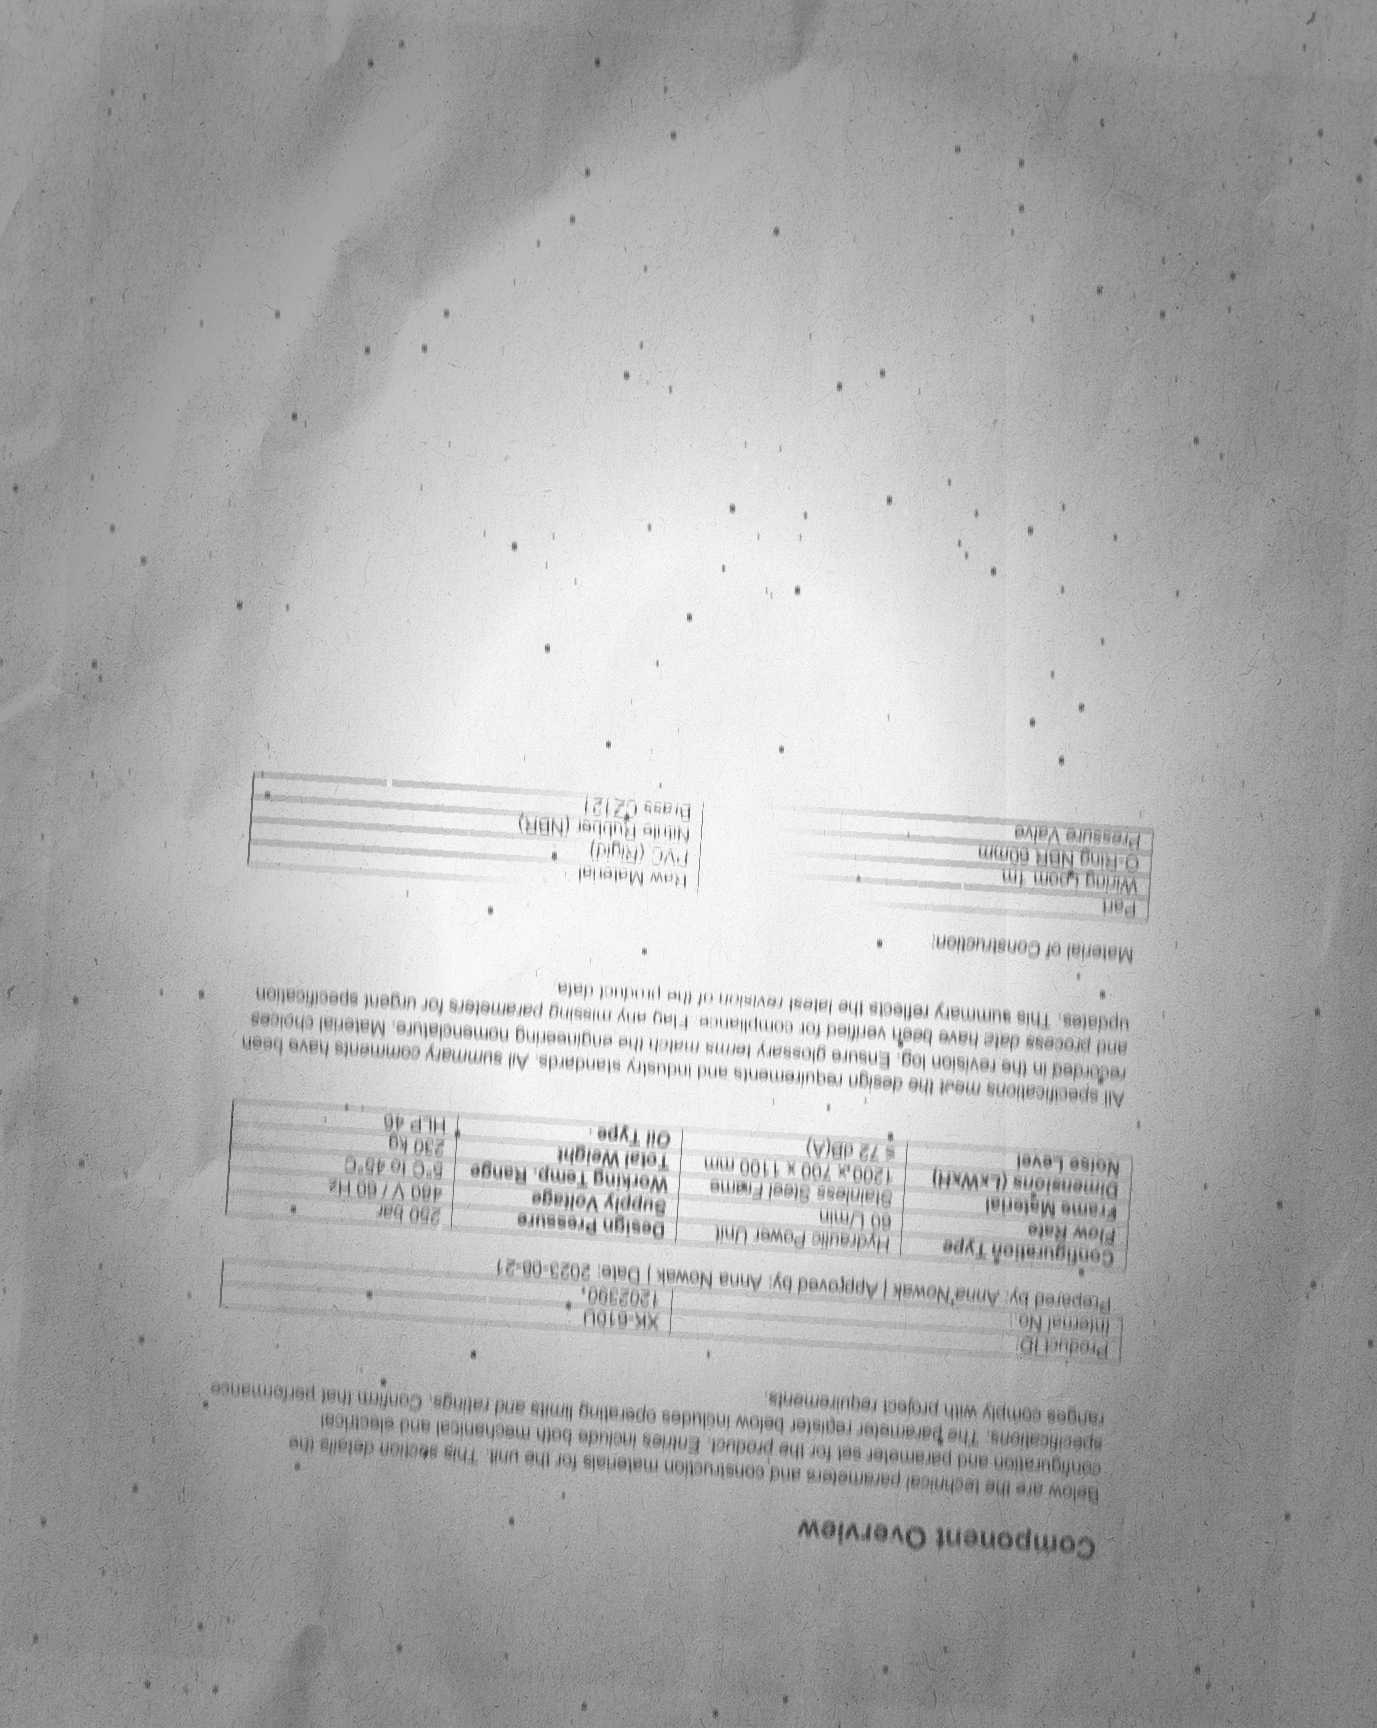 Component Overview
Below are the technical parameters and construction materials for the unit. This section details the
configuration and parameter set for the product. Entries include both mechanical and electrical
specifications. The parameter register below includes operating limits and ratings. Confirm that performance
ranges comply with project requirements.
Product ID: XK-610U
Internal No.:
Prepared by: Anna Nowak | Approved by: Anna Nowak | Date: 2023-08-21
Configuration Type Hydraulic Power Unit Design Pressure 250 bar
Flow Rate 60 L/min Supply Voltage 460 V / 60 Hz
Frame Material Stainless Steel Frame Working Temp. Range 5°C to 45°C
Dimensions (LxWxH) 1200 x 700 x 1100 mm Total Weight 230 kg
Noise Level ≤ 72 dB(A) Oil Type HLP 46
All specifications meet the design requirements and industry standards. All summary comments have been
recorded in the revision log. Ensure glossary terms match the engineering nomenclature. Material choices
and process data have been verified for compliance. Flag any missing parameters for urgent specification
updates. This summary reflects the latest revision of the product data.
Material of Construction:
Part Raw Material
Wiring Loom 1m PVC (Rigid)
O-Ring NBR 60mm Nitrile Rubber (NBR)
Pressure Valve Brass CZ121